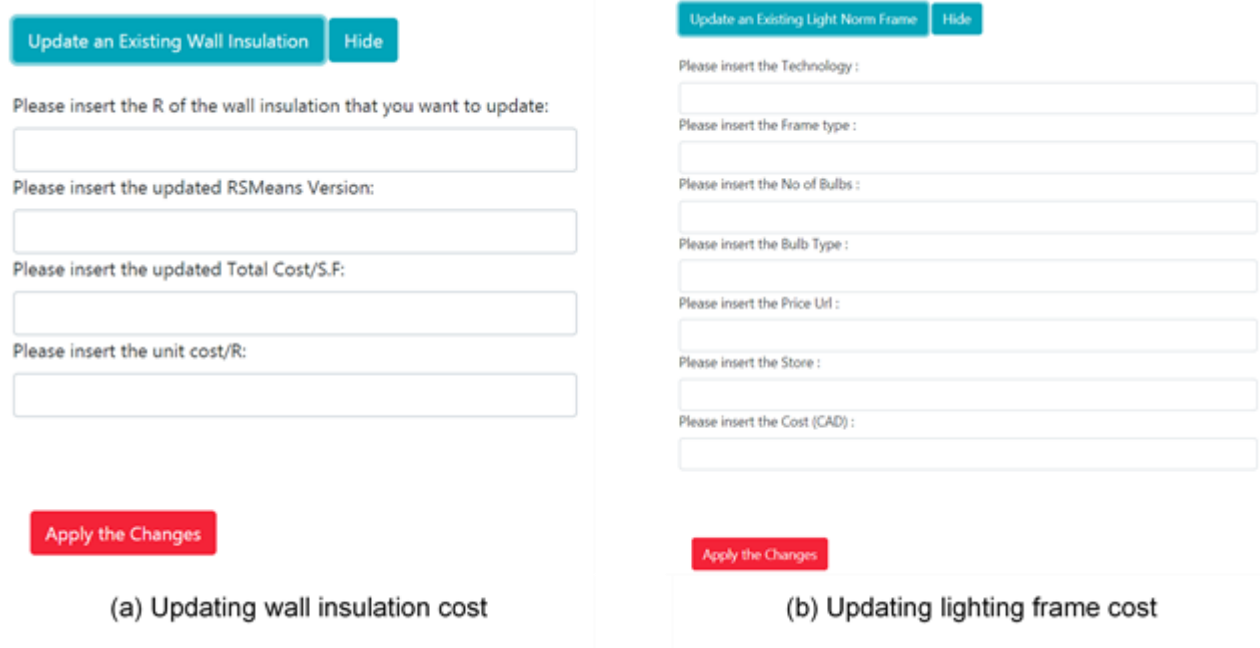 Update an Existing Wall Insulation Hide
Please insert the R of the wall insulation that you want to update:
Please insert the updated RSMeans Version:
Please insert the updated Total Cost/S.F:
Please insert the unit cost/R:
Apply the Changes
(a) Updating wall insulation cost
Update an Existing Light Norm Frame Hide
Please insert the Technology :
Please insert the Frame type :
Please insert the No of Bulbs :
Please insert the Bulb Type :
Please insert the Price Url :
Please insert the Store :
Please insert the Cost (CAD) :
Apply the Changes
(b) Updating lighting frame cost